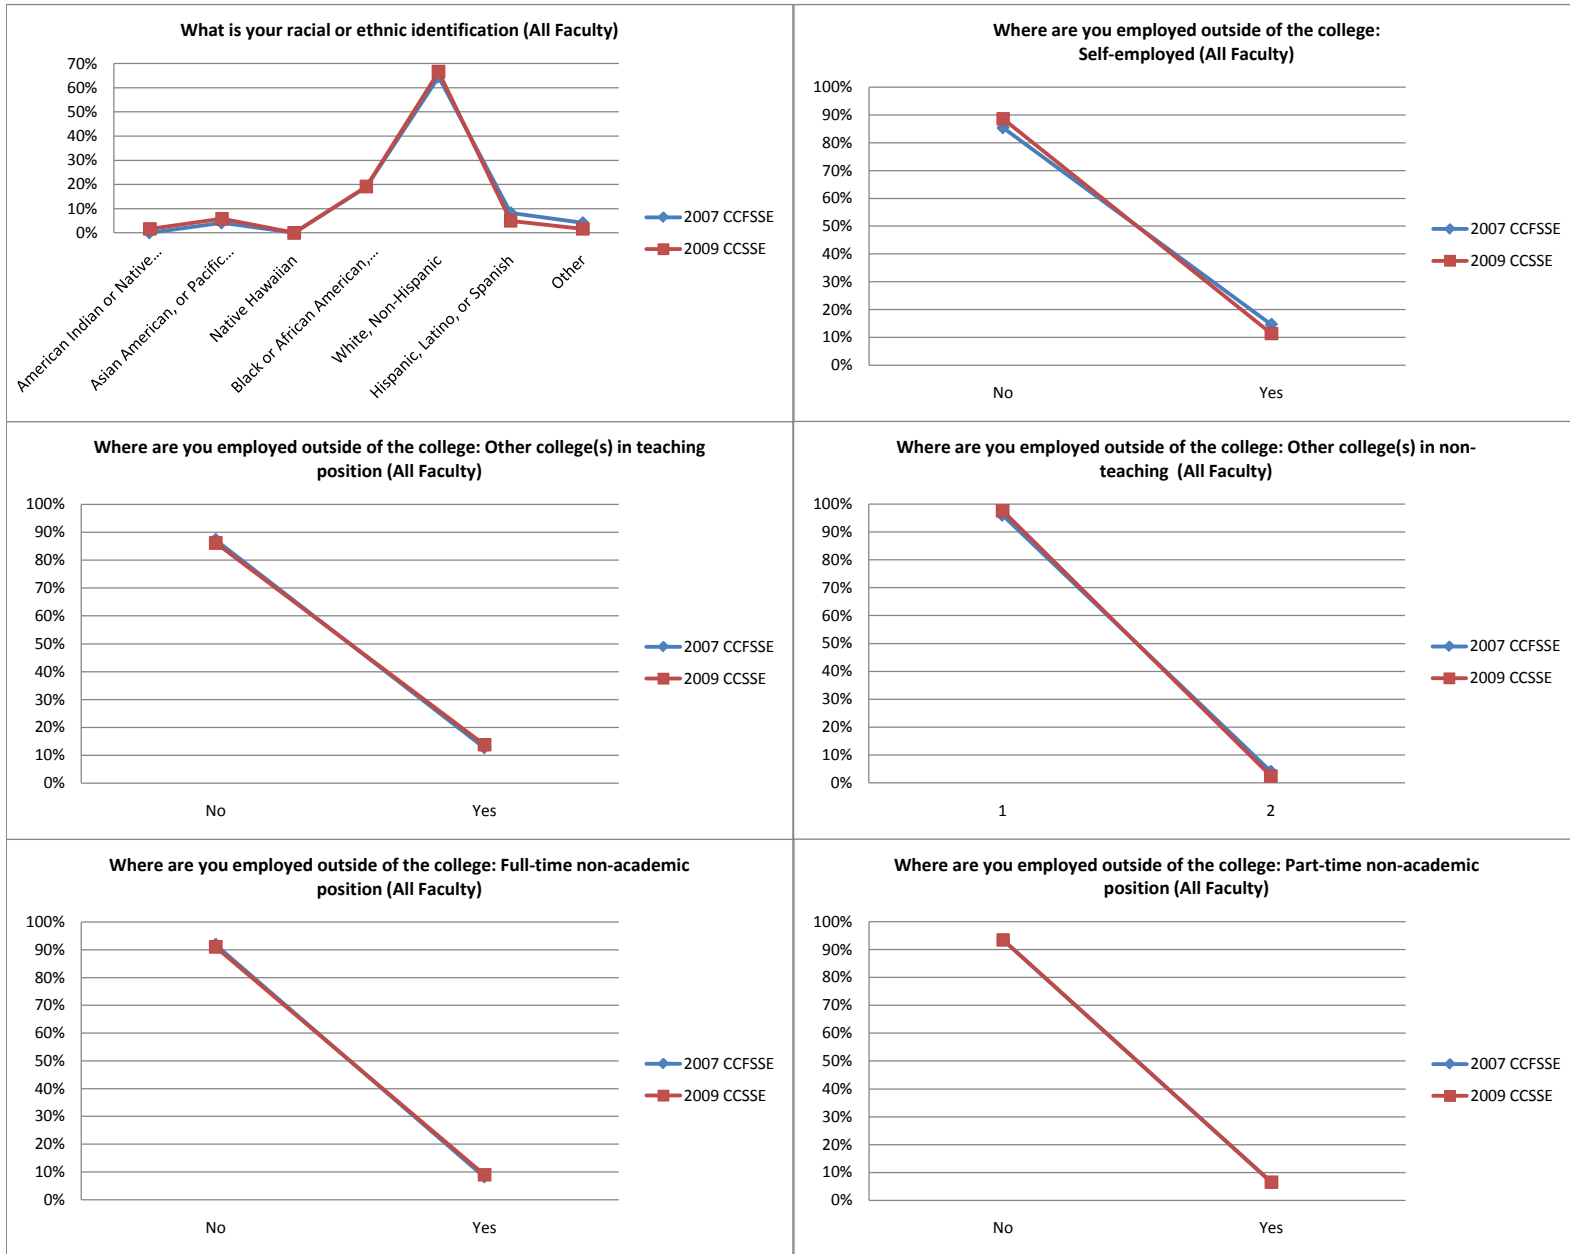 What is your racial or ethnic identification (All Faculty)
70%
60%
50%
40%
30%
20%
10%
0%
American Indian or Native…
Asian American, or Pacific…
Native Hawaiian
Black or African American,…
White, Non-Hispanic
Hispanic, Latino, or Spanish
Other
2007 CCFSSE
2009 CCSSE
Where are you employed outside of the college:
Self-employed (All Faculty)
100%
90%
80%
70%
60%
50%
40%
30%
20%
10%
0%
No Yes
2007 CCFSSE
2009 CCSSE
Where are you employed outside of the college: Other college(s) in teaching
position (All Faculty)
100%
90%
80%
70%
60%
50%
40%
30%
20%
10%
0%
No Yes
2007 CCFSSE
2009 CCSSE
Where are you employed outside of the college: Other college(s) in non-
teaching (All Faculty)
100%
90%
80%
70%
60%
50%
40%
30%
20%
10%
0%
1 2
2007 CCFSSE
2009 CCSSE
Where are you employed outside of the college: Full-time non-academic
position (All Faculty)
100%
90%
80%
70%
60%
50%
40%
30%
20%
10%
0%
No Yes
2007 CCFSSE
2009 CCSSE
Where are you employed outside of the college: Part-time non-academic
position (All Faculty)
100%
90%
80%
70%
60%
50%
40%
30%
20%
10%
0%
No Yes
2007 CCFSSE
2009 CCSSE